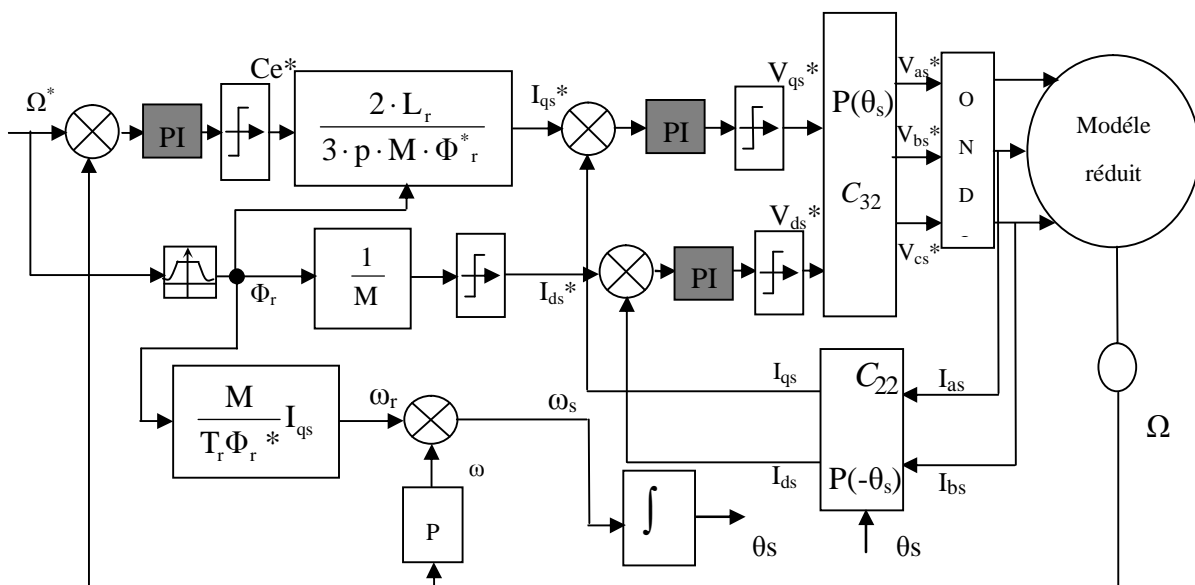 Ω*
PI
Ce*
2 · L_r
3 · p · M · Φ*_r
I_qs*
PI
V_qs*
P(θ_s)
C_32
V_as*
V_bs*
V_cs*
O
N
D
Modéle
réduit
Φ_r
1
M
I_ds*
PI
V_ds*
M
T_rΦ_r*
I_qs
ω_r
ω_s
ω
P
∫
θs
I_qs
I_ds
C_22
P(-θ_s)
θs
I_as
I_bs
Ω